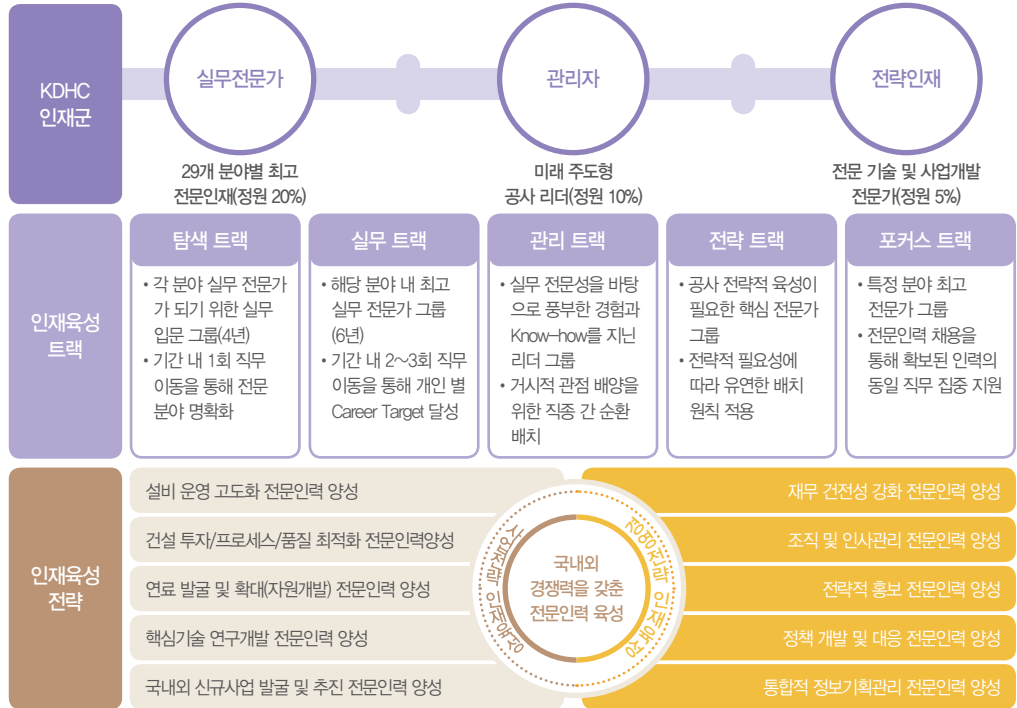 KDHC
인재군
실무전문가
관리자
전략인재
29개 분야별 최고
전문인재(정원 20%)
미래 주도형
공사 리더(정원 10%)
전문 기술 및 사업개발
전문가(정원 5%)
인재육성
트랙
탐색 트랙
• 각 분야 실무 전문가
가 되기 위한 실무
입문 그룹(4년)
• 기간 내 1회 직무
이동을 통해 전문
분야 명확화
실무 트랙
• 해당 분야 내 최고
실무 전문가 그룹
(6년)
• 기간 내 2~3회 직무
이동을 통해 개인 별
Career Target 달성
관리 트랙
• 실무 전문성을 바탕
으로 풍부한 경험과
Know-how를 지닌
리더 그룹
• 거시적 관점 배양을
위한 직종 간 순환
배치
전략 트랙
• 공사 전략적 육성이
필요한 핵심 전문가
그룹
• 전략적 필요성에
따라 유연한 배치
원칙 적용
포커스 트랙
• 특정 분야 최고
전문가 그룹
• 전문인력 채용을
통해 확보된 인력의
동일 직무 집중 지원
인재육성
전략
설비 운영 고도화 전문인력 양성
건설 투자/프로세스/품질 최적화 전문인력양성
연료 발굴 및 확대(자원개발) 전문인력 양성
핵심기술 연구개발 전문인력 양성
국내외 신규사업 발굴 및 추진 전문인력 양성
국내외
경쟁력을 갖춘
전문인력 육성
재무 건전성 강화 전문인력 양성
조직 및 인사관리 전문인력 양성
전략적 홍보 전문인력 양성
정책 개발 및 대응 전문인력 양성
통합적 정보기획관리 전문인력 양성